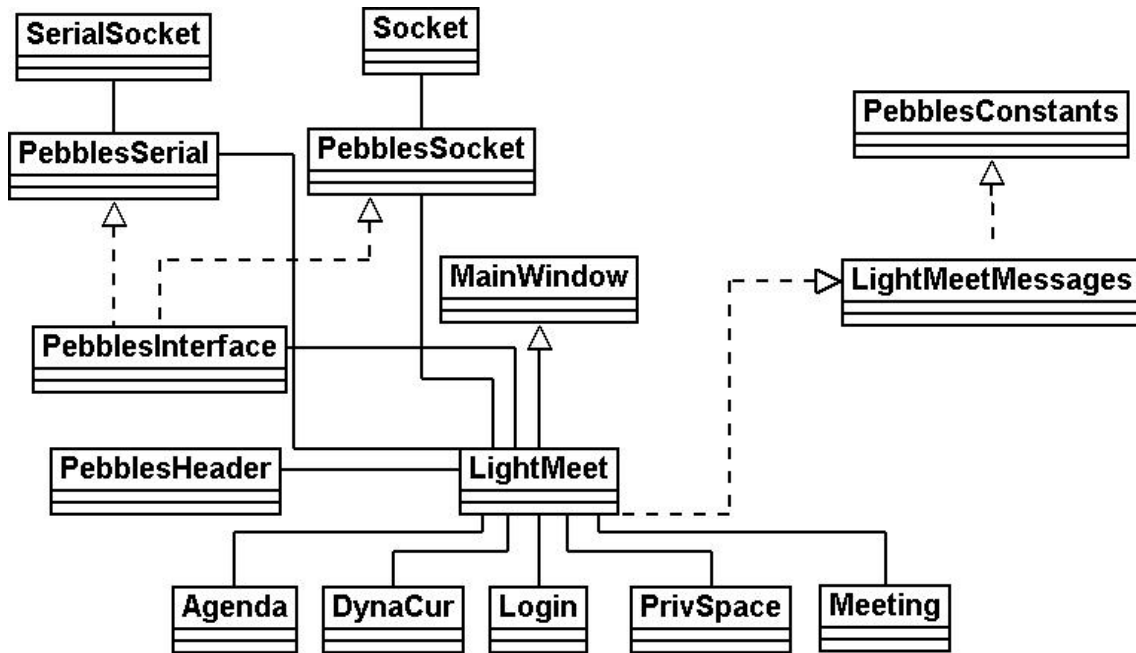 SerialSocket
Socket
PebblesConstants
PebblesSerial
PebblesSocket
MainWindow
LightMeetMessages
PebblesInterface
PebblesHeader
LightMeet
Agenda
DynaCur
Login
PrivSpace
Meeting